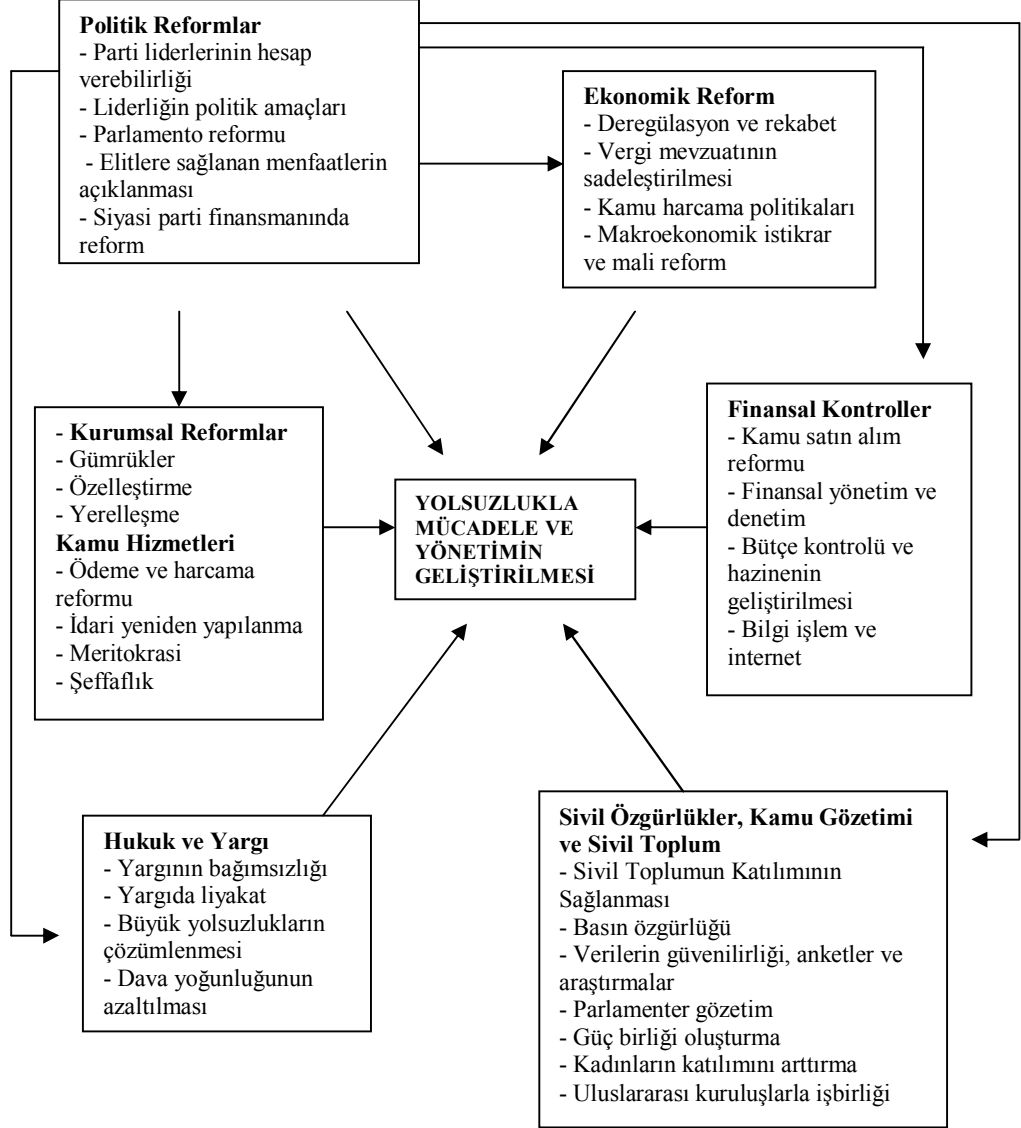 Politik Reformlar
- Parti liderlerinin hesap
verebilirliği
- Liderliğin politik amaçları
- Parlamento reformu
- Elitlere sağlanan menfaatlerin
açıklanması
- Siyasi parti finansmanında
reform
Ekonomik Reform
- Deregülasyon ve rekabet
- Vergi mevzuatının
sadeleştirilmesi
- Kamu harcama politikaları
- Makroekonomik istikrar
ve mali reform
- Kurumsal Reformlar
- Gümrükler
- Özelleştirme
- Yerelleşme
Kamu Hizmetleri
- Ödeme ve harcama
reformu
- İdari yeniden yapılanma
- Meritokrasi
- Şeffaflık
YOLSUZLUKLA
MÜCADELE VE
YÖNETİMİN
GELİŞTİRİLMESİ
Finansal Kontroller
- Kamu satın alım
reformu
- Finansal yönetim ve
denetim
- Bütçe kontrolü ve
hazinenin
geliştirilmesi
- Bilgi işlem ve
internet
Hukuk ve Yargı
- Yargının bağımsızlığı
- Yargıda liyakat
- Büyük yolsuzlukların
çözümlenmesi
- Dava yoğunluğunun
azaltılması
Sivil Özgürlükler, Kamu Gözetimi
ve Sivil Toplum
- Sivil Toplumun Katılımının
Sağlanması
- Basın özgürlüğü
- Verilerin güvenilirliği, anketler ve
araştırmalar
- Parlamenter gözetim
- Güç birliği oluşturma
- Kadınların katılımını arttırma
- Uluslararası kuruluşlarla işbirliği